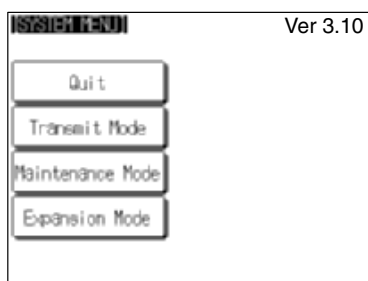 [SYSTEM MENU] Ver 3.10
Quit
Transmit Mode
Maintenance Mode
Expansion Mode